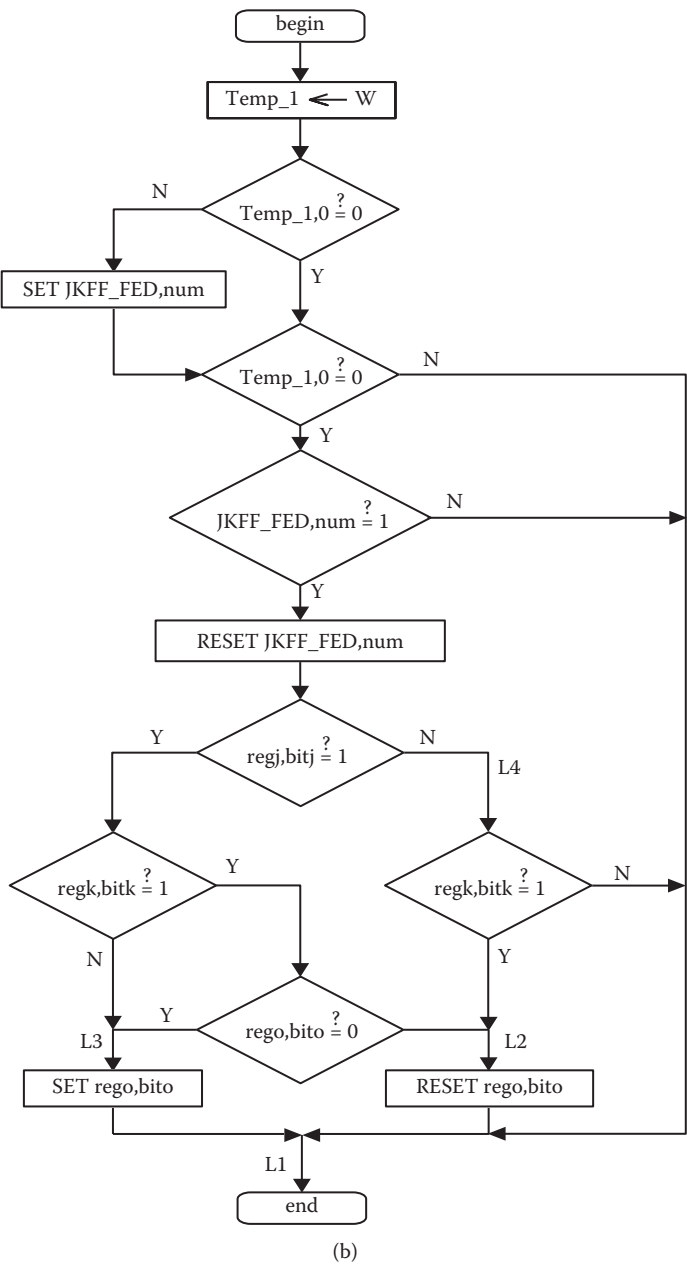 begin
Temp_1 ← W
N
Temp_1,0 ≟ 0
Y
SET JKFF_FED,num
Temp_1,0 ≟ 0
N
Y
JKFF_FED,num ≟ 1
N
Y
RESET JKFF_FED,num
Y
regj,bitj ≟ 1
N
L4
regk,bitk ≟ 1
Y
regk,bitk ≟ 1
N
N
Y
Y
rego,bito ≟ 0
L3
L2
SET rego,bito
RESET rego,bito
L1
end
(b)